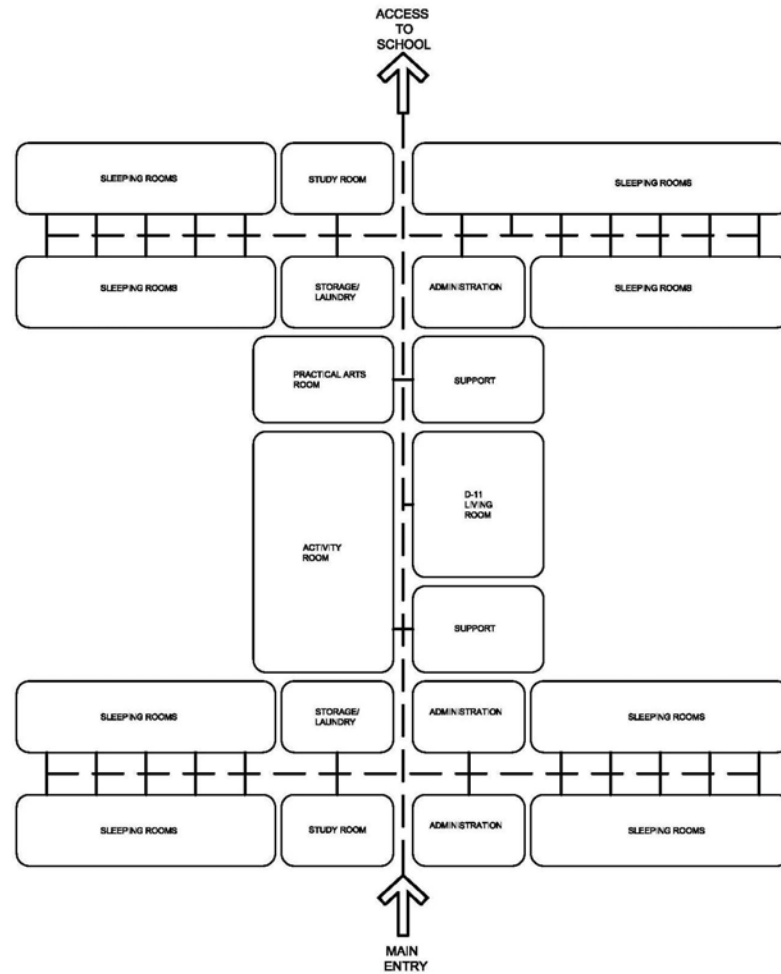 ACCESS
TO
SCHOOL
SLEEPING ROOMS
STUDY ROOM
SLEEPING ROOMS
SLEEPING ROOMS
STORAGE/
LAUNDRY
ADMINISTRATION
SLEEPING ROOMS
PRACTICAL ARTS
ROOM
SUPPORT
D-11
LIVING
ROOM
ACTIVITY
ROOM
SUPPORT
SLEEPING ROOMS
STORAGE/
LAUNDRY
ADMINISTRATION
SLEEPING ROOMS
SLEEPING ROOMS
STUDY ROOM
ADMINISTRATION
SLEEPING ROOMS
MAIN
ENTRY